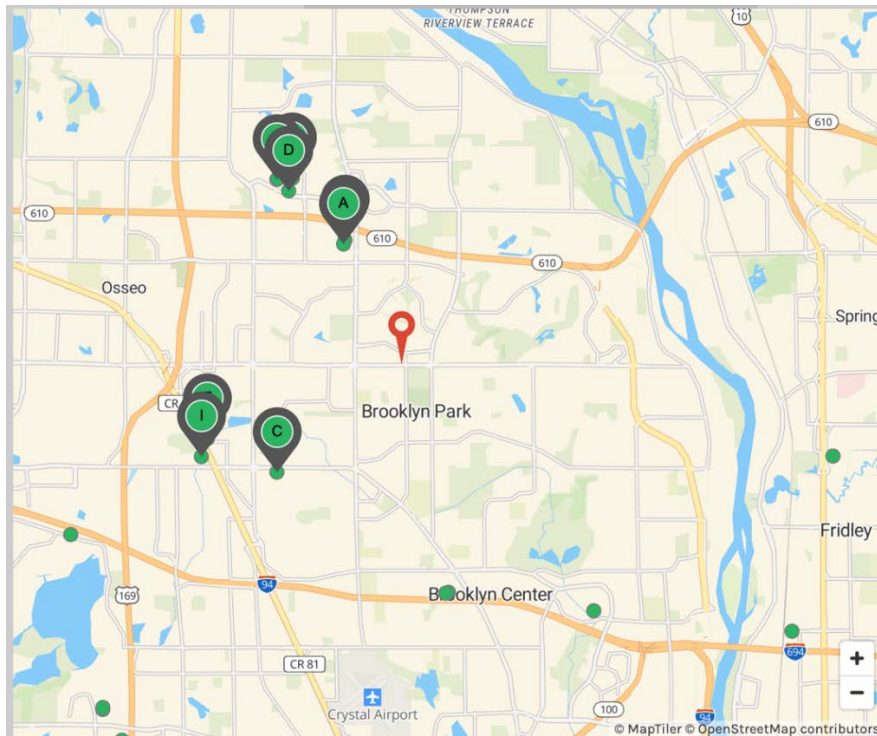 THOMPSON
RIVERVIEW TERRACE
10
610
D
A
610
610
610
Osseo
Spring
CR
I
C
Brooklyn Park
Fridley
94
169
Brooklyn Center
694
CR 81
Crystal Airport
100
94
+
−
© MapTiler © OpenStreetMap contributors